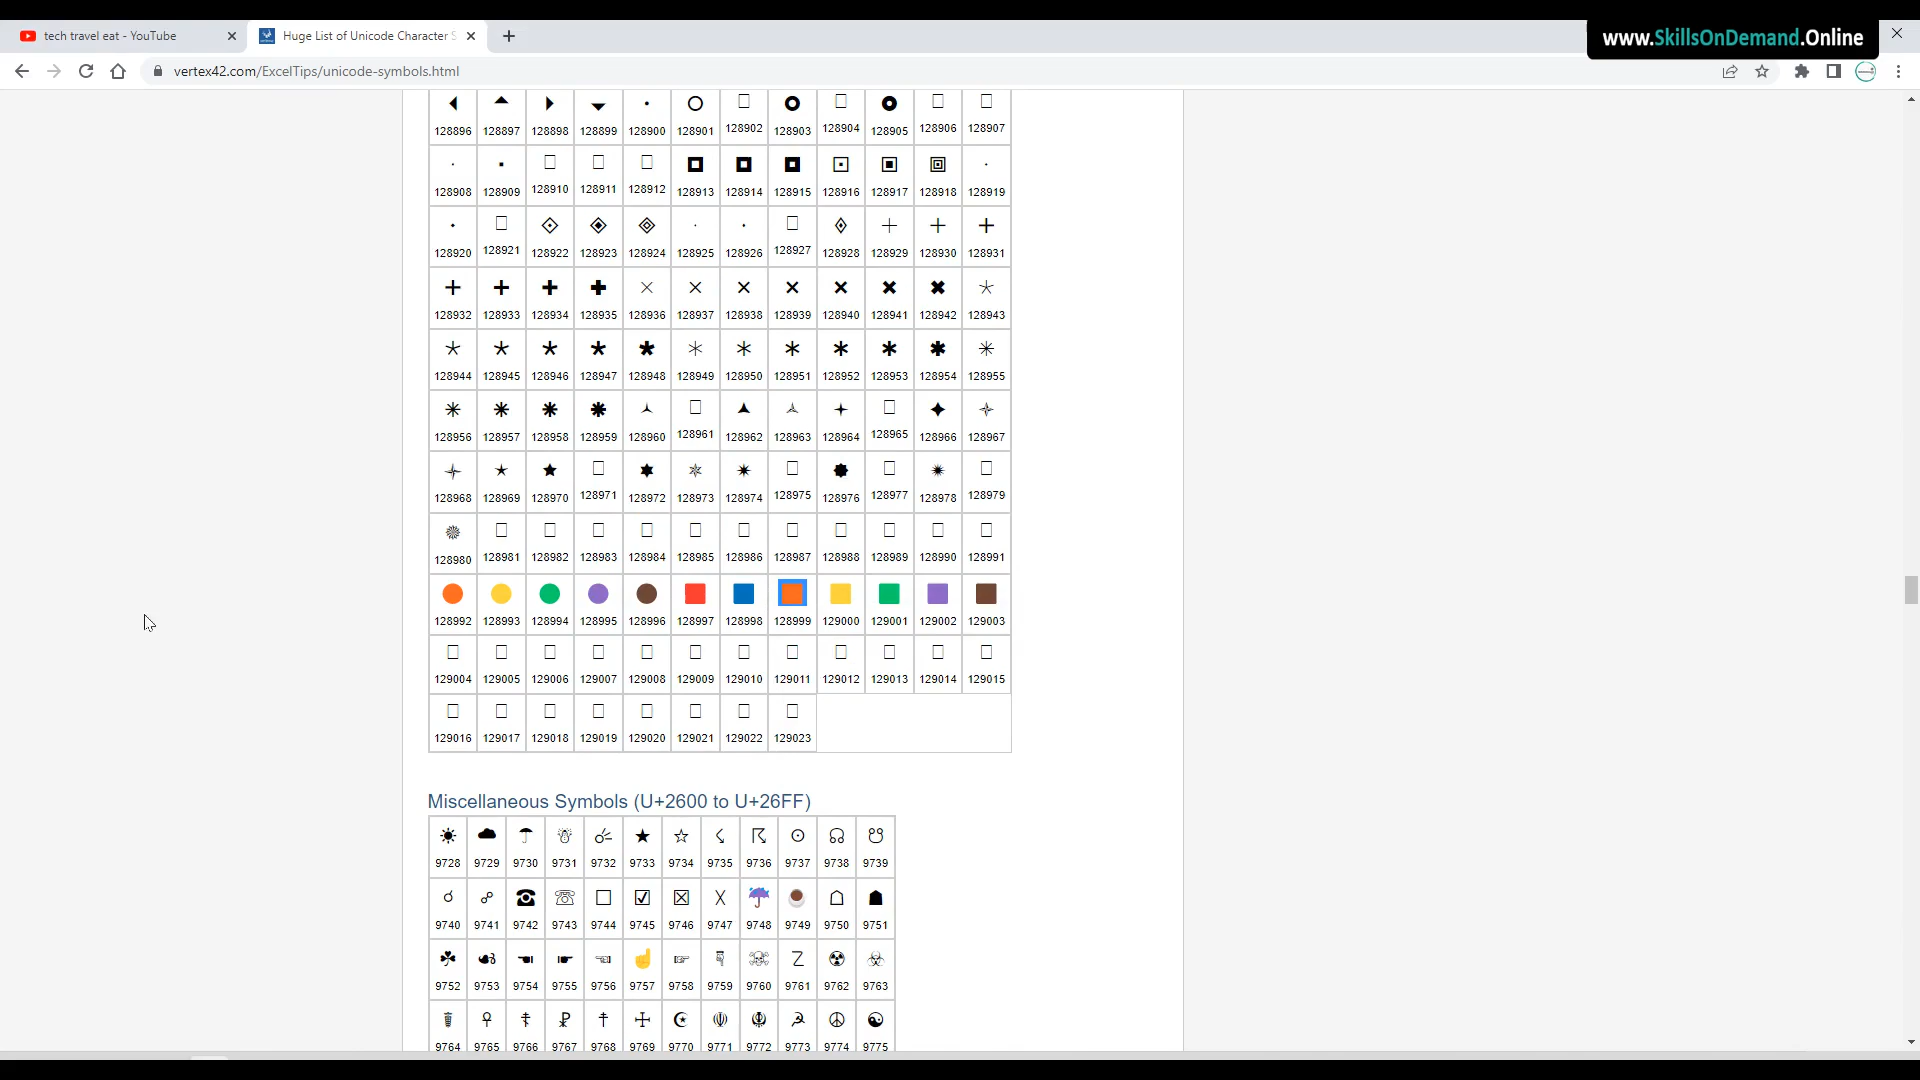 tech travel eat - YouTube
Huge List of Unicode Character S
www.SkillsOnDemand.Online
vertex42.com/ExcelTips/unicode-symbols.html
128896 128897 128898 128899 128900 128901 128902 128903 128904 128905 128906 128907
128908 128909 128910 128911 128912 128913 128914 128915 128916 128917 128918 128919
128920 128921 128922 128923 128924 128925 128926 128927 128928 128929 128930 128931
128932 128933 128934 128935 128936 128937 128938 128939 128940 128941 128942 128943
128944 128945 128946 128947 128948 128949 128950 128951 128952 128953 128954 128955
128956 128957 128958 128959 128960 128961 128962 128963 128964 128965 128966 128967
128968 128969 128970 128971 128972 128973 128974 128975 128976 128977 128978 128979
128980 128981 128982 128983 128984 128985 128986 128987 128988 128989 128990 128991
128992 128993 128994 128995 128996 128997 128998 128999 129000 129001 129002 129003
129004 129005 129006 129007 129008 129009 129010 129011 129012 129013 129014 129015
129016 129017 129018 129019 129020 129021 129022 129023
Miscellaneous Symbols (U+2600 to U+26FF)
☀ ☁ ☂ ☃ ☄ ★ ☆ ☇ ☈ ☉ ☊ ☋
9728 9729 9730 9731 9732 9733 9734 9735 9736 9737 9738 9739
☌ ☍ ☎ ☏ ☐ ☑ ☒ ☓ ☔ ☕ ☖ ☗
9740 9741 9742 9743 9744 9745 9746 9747 9748 9749 9750 9751
☘ ☙ ☚ ☛ ☜ ☝ ☞ ☟ ☠ ☡ ☢ ☣
9752 9753 9754 9755 9756 9757 9758 9759 9760 9761 9762 9763
☤ ☥ ☦ ☧ ☨ ☩ ☪ ☫ ☬ ☭ ☮ ☯
9764 9765 9766 9767 9768 9769 9770 9771 9772 9773 9774 9775